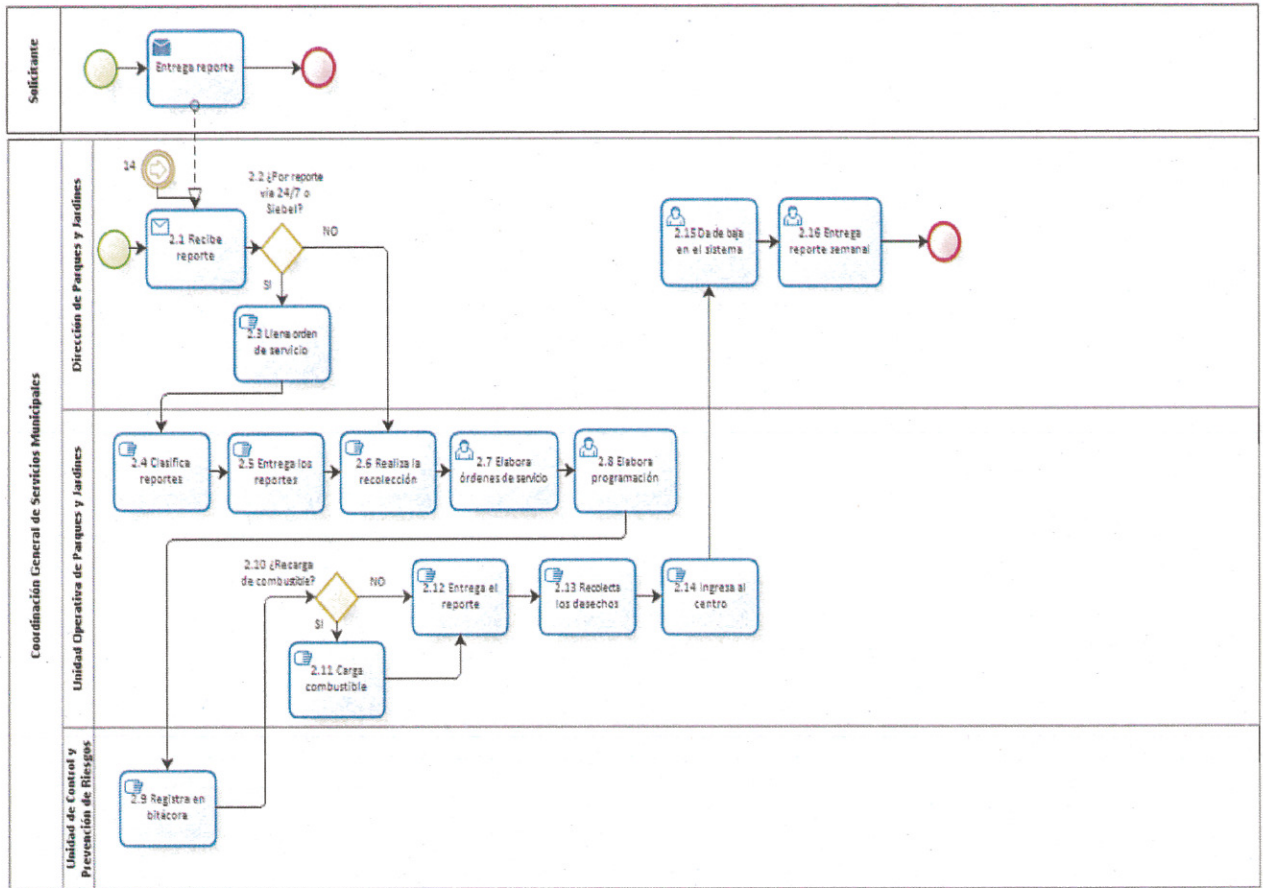 Solicitante
Entrega reporte
Coordinación General de Servicios Municipales
Dirección de Parques y Jardines
14
2.1 Recibe
reporte
2.2 ¿Por reporte
vía 24/7 o
Siebel?
NO
SI
2.3 Llena orden
de servicio
2.15 Da de baja
en el sistema
2.16 Entrega
reporte semanal
Unidad Operativa de Parques y Jardines
2.4 Clasifica
reportes
2.5 Entrega los
reportes
2.6 Realiza la
recolección
2.7 Elabora
órdenes de servicio
2.8 Elabora
programación
2.10 ¿Recarga
de combustible?
NO
SI
2.11 Carga
combustible
2.12 Entrega el
reporte
2.13 Recolecta
los desechos
2.14 Ingresa al
centro
Unidad de Control y
Prevención de Riesgos
2.9 Registra en
bitácora